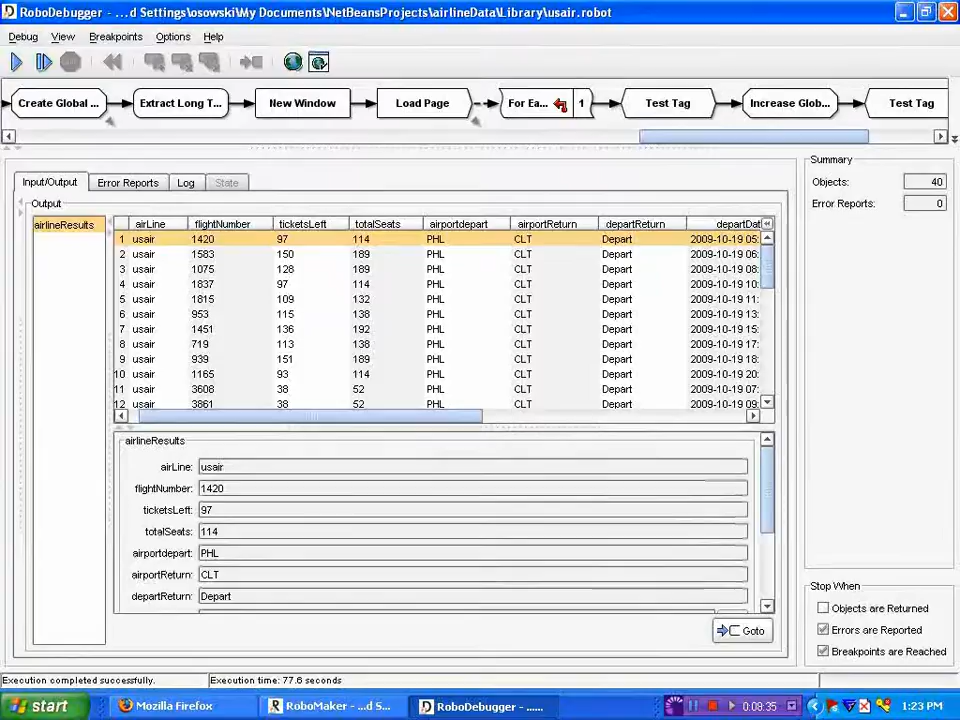 RoboDebugger - ...d Settings\osowski\My Documents\NetBeansProjects\airlineData\Library\usair.robot
Debug View Breakpoints Options Help
Create Global ... Extract Long T... New Window Load Page For Ea... 1 Test Tag Increase Glob... Test Tag
Input/Output Error Reports Log State
Output
airlineResults
airLine flightNumber ticketsLeft totalSeats airportdepart airportReturn departReturn departDat
1 usair 1420 97 114 PHL CLT Depart 2009-10-19 05:
2 usair 1583 150 189 PHL CLT Depart 2009-10-19 06:
3 usair 1075 128 189 PHL CLT Depart 2009-10-19 08:
4 usair 1837 97 114 PHL CLT Depart 2009-10-19 10:
5 usair 1815 109 132 PHL CLT Depart 2009-10-19 11:
6 usair 953 115 138 PHL CLT Depart 2009-10-19 13:
7 usair 1451 136 192 PHL CLT Depart 2009-10-19 15:
8 usair 719 113 138 PHL CLT Depart 2009-10-19 17:
9 usair 939 151 189 PHL CLT Depart 2009-10-19 18:
10 usair 1165 93 114 PHL CLT Depart 2009-10-19 20:
11 usair 3608 38 52 PHL CLT Depart 2009-10-19 07:
12 usair 3861 38 52 PHL CLT Depart 2009-10-19 09:
airlineResults
airLine: usair
flightNumber: 1420
ticketsLeft: 97
totalSeats: 114
airportdepart: PHL
airportReturn: CLT
departReturn: Depart
Goto
Summary
Objects: 40
Error Reports: 0
Stop When
Objects are Returned
Errors are Reported
Breakpoints are Reached
Execution completed successfully. Execution time: 77.6 seconds
start Mozilla Firefox RoboMaker - ...d S... RoboDebugger - ...... 0:09:35 1:23 PM